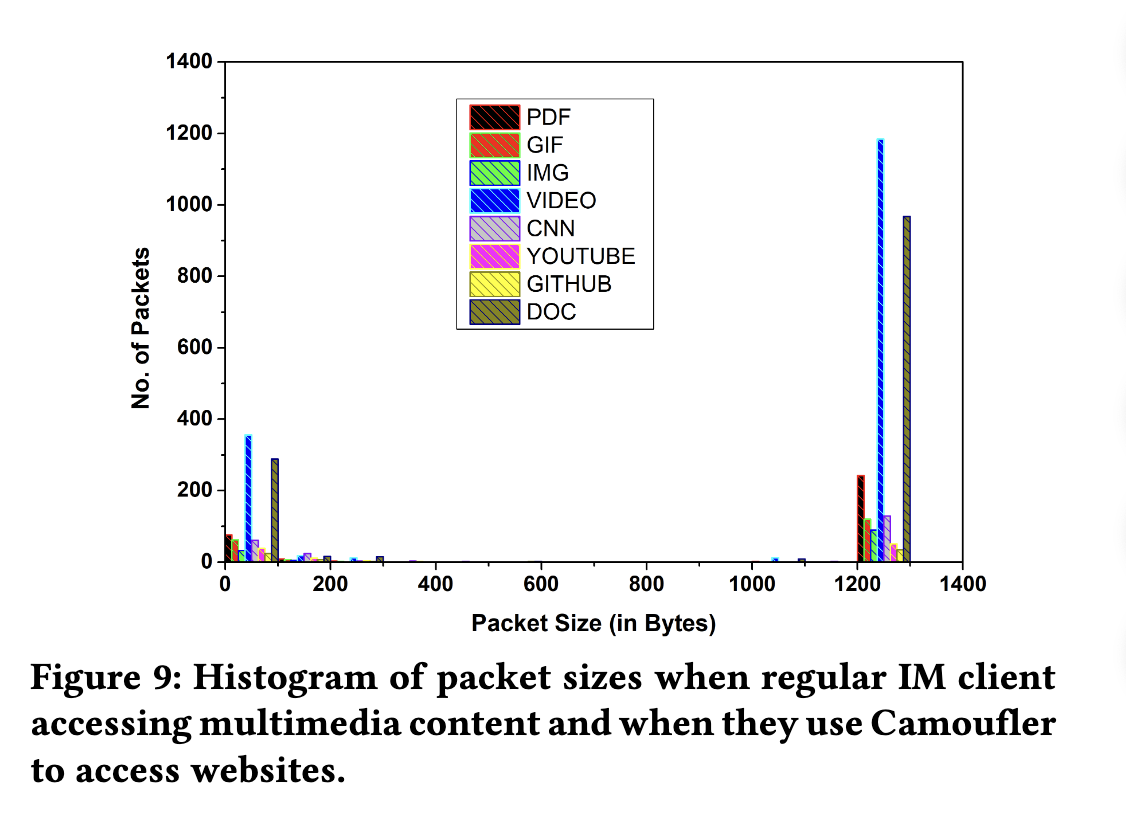 1400
1200
1000
800
600
400
200
0
No. of Packets
PDF
GIF
IMG
VIDEO
CNN
YOUTUBE
GITHUB
DOC
0 200 400 600 800 1000 1200 1400
Packet Size (in Bytes)
Figure 9: Histogram of packet sizes when regular IM client
accessing multimedia content and when they use Camoufler
to access websites.